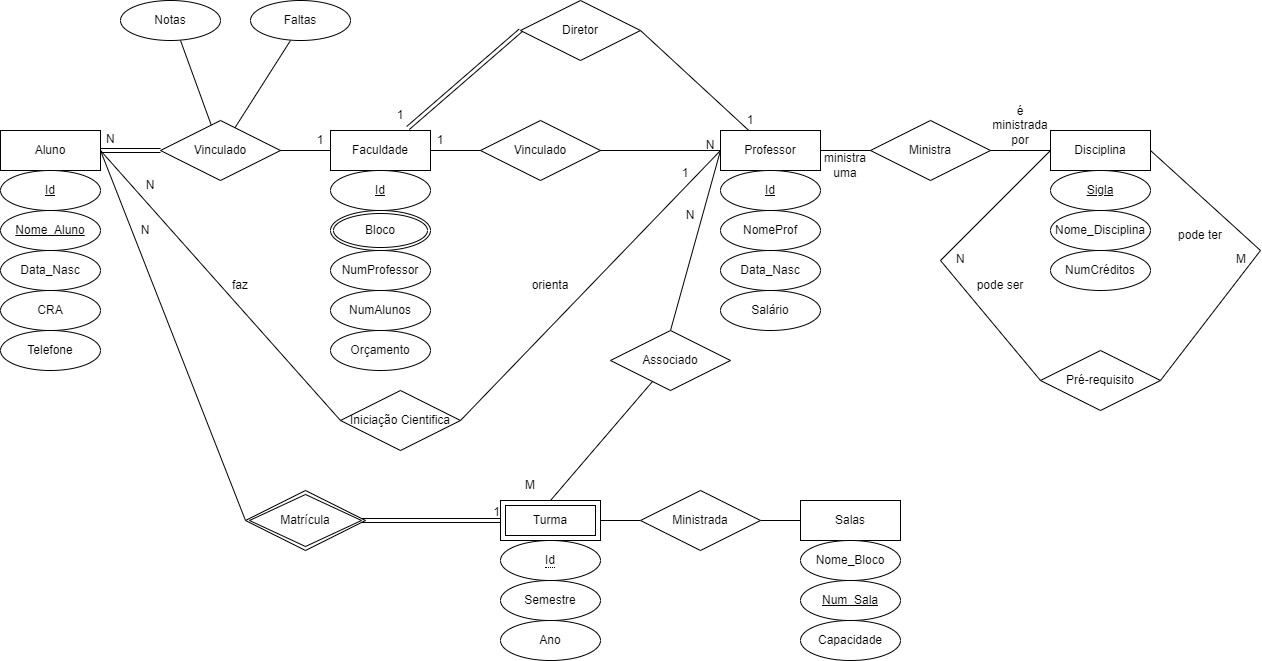 Notas
Faltas
Diretor
1
1
N
Vinculado
1
1
Vinculado
N
ministra
uma
Ministra
é
ministrada
por
Aluno
Faculdade
Professor
Disciplina
Id
Nome_Aluno
Data_Nasc
CRA
Telefone
N
N
faz
Id
Bloco
NumProfessor
NumAlunos
Orçamento
1
N
orienta
Id
NomeProf
Data_Nasc
Salário
Sigla
Nome_Disciplina
NumCréditos
N
pode ser
pode ter
M
Pré-requisito
Associado
Iniciação Cientifica
M
Matrícula
1
Turma
Ministrada
Salas
Id
Semestre
Ano
Nome_Bloco
Num_Sala
Capacidade